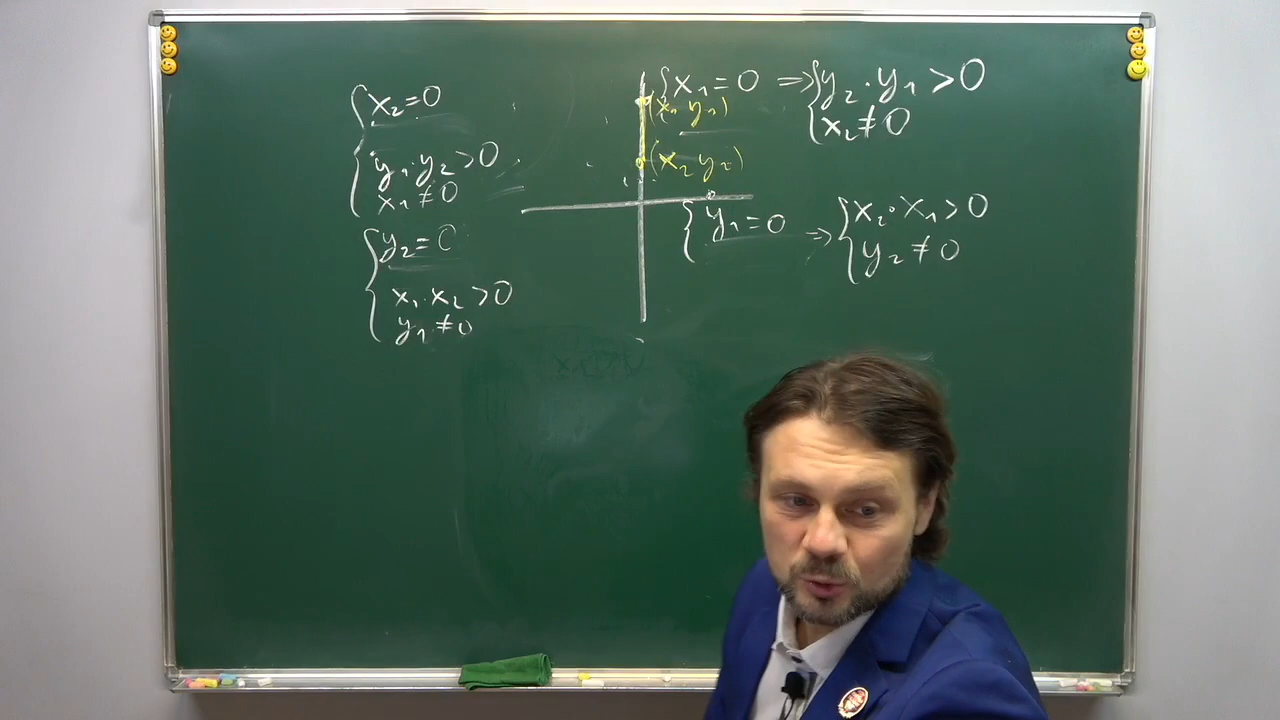 {x₂=0
{y₁·y₂>0
x₁≠0
{y₂=0
x₁·x₂>0
y₁≠0
{x₁=0 => {y₂·y₁>0
x₂≠0
(x₁ y₁)
(x₂ y₂)
{y₁=0 => {x₂·x₁>0
y₂≠0